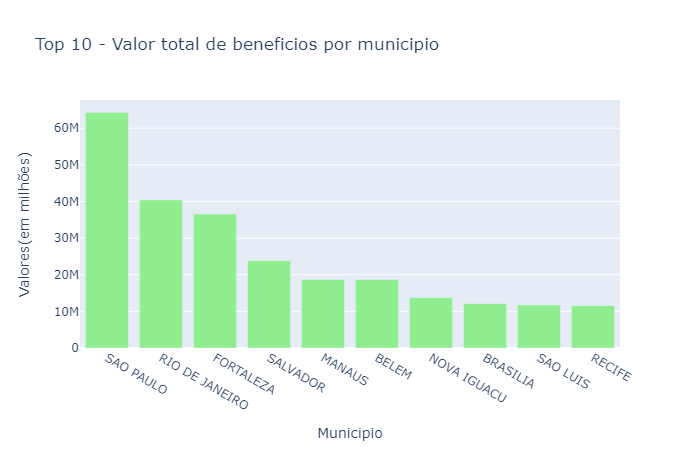 Top 10 - Valor total de beneficios por municipio
Valores(em milhões)
60M
50M
40M
30M
20M
10M
0
SAO PAULO
RIO DE JANEIRO
FORTALEZA
SALVADOR
MANAUS
BELEM
NOVA IGUACU
BRASILIA
SAO LUIS
RECIFE
Municipio